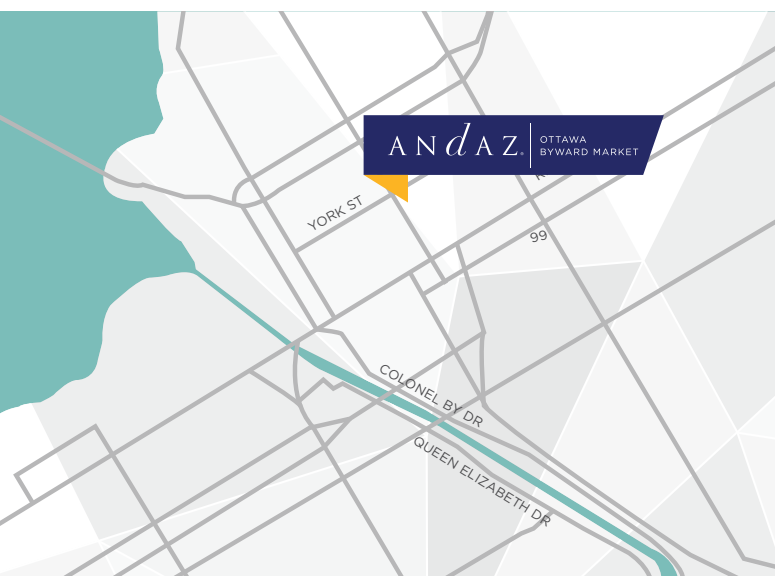 ANdAZ.
OTTAWA
BYWARD MARKET
YORK ST
99
COLONEL BY DR
QUEEN ELIZABETH DR